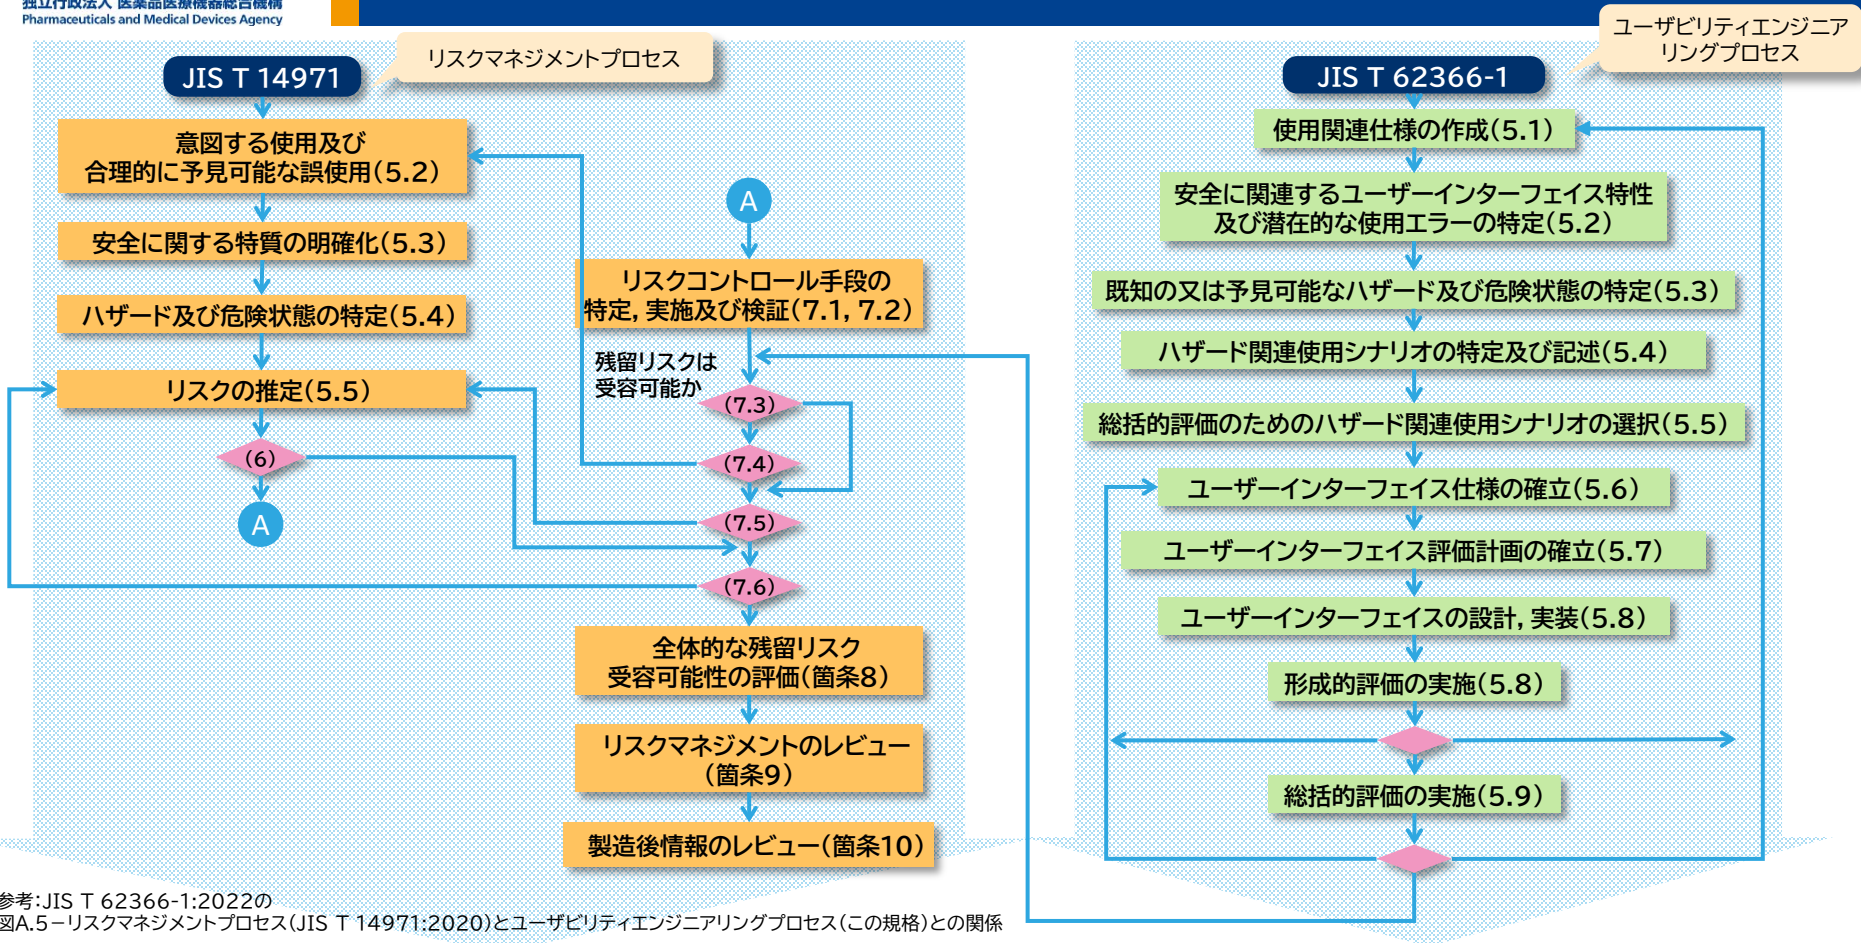 独立行政法人 医薬品医療機器総合機構
Pharmaceuticals and Medical Devices Agency
リスクマネジメントプロセス
JIS T 14971
意図する使用及び
合理的に予見可能な誤使用(5.2)
安全に関する特質の明確化(5.3)
ハザード及び危険状態の特定(5.4)
リスクの推定(5.5)
(6)
A
A
リスクコントロール手段の
特定, 実施及び検証(7.1, 7.2)
残留リスクは
受容可能か
(7.3)
(7.4)
(7.5)
(7.6)
全体的な残留リスク
受容可能性の評価(箇条8)
リスクマネジメントのレビュー
(箇条9)
製造後情報のレビュー(箇条10)
ユーザビリティエンジニア
リングプロセス
JIS T 62366-1
使用関連仕様の作成(5.1)
安全に関連するユーザーインターフェイス特性
及び潜在的な使用エラーの特定(5.2)
既知の又は予見可能なハザード及び危険状態の特定(5.3)
ハザード関連使用シナリオの特定及び記述(5.4)
総括的評価のためのハザード関連使用シナリオの選択(5.5)
ユーザーインターフェイス仕様の確立(5.6)
ユーザーインターフェイス評価計画の確立(5.7)
ユーザーインターフェイスの設計, 実装(5.8)
形成的評価の実施(5.8)
総括的評価の実施(5.9)
参考:JIS T 62366-1:2022の
図A.5－リスクマネジメントプロセス(JIS T 14971:2020)とユーザビリティエンジニアリングプロセス(この規格)との関係